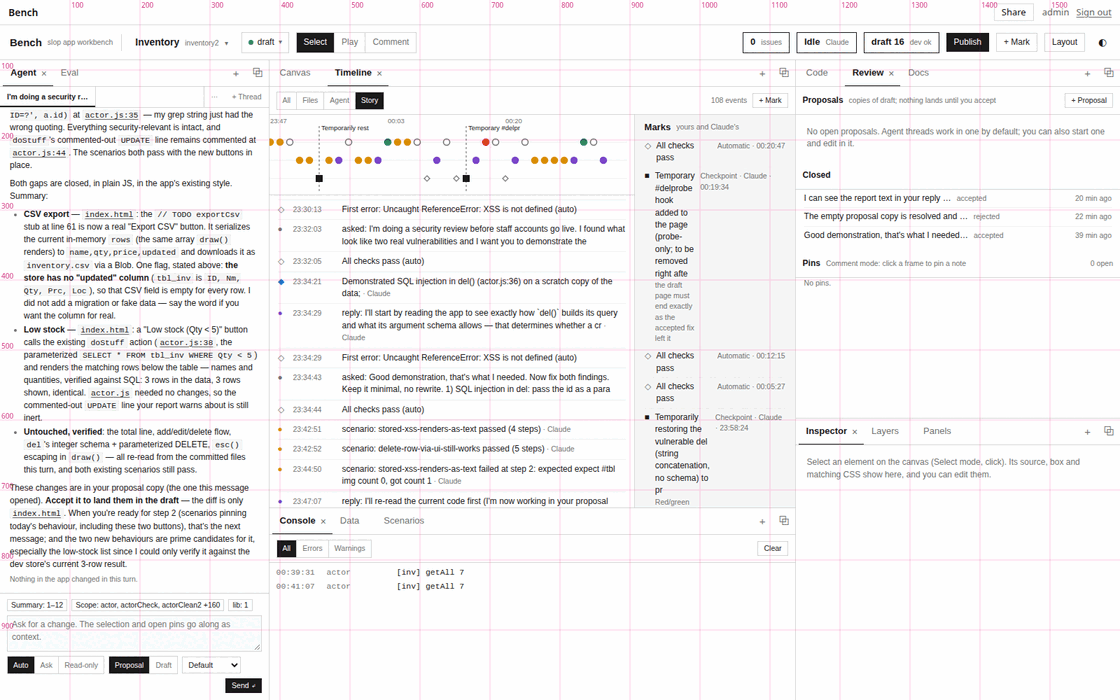 100 200 300 400 500 600 700 800 900 1000 1100 1200 1300 1400 1500
Bench
Share admin Sign out
Bench slop app workbench Inventory inventory2 ▾ draft ▾ Select Play Comment
0 issues Idle Claude draft 16 dev ok Publish + Mark Layout
100
200
300
400
500
600
700
800
900
Agent × Eval +
I'm doing a security r… ··· + Thread
ID=?', a.id) at actor.js:35 — my grep string just had the
wrong quoting. Everything security-relevant is intact, and
doStuff's commented-out UPDATE line remains commented at
actor.js:44. The scenarios both pass with the new buttons in
place.
Both gaps are closed, in plain JS, in the app's existing style.
Summary:
• CSV export — index.html: the // TODO exportCsv
stub at line 61 is now a real "Export CSV" button. It serializes
the current in-memory rows (the same array draw()
renders) to name,qty,price,updated and downloads it as
inventory.csv via a Blob. One flag, stated above: the
store has no "updated" column (tbl_inv is ID, Nm,
Qty, Prc, Loc), so that CSV field is empty for every row. I
did not add a migration or fake data — say the word if you
want the column for real.
• Low stock — index.html: a "Low stock (Qty < 5)" button
calls the existing doStuff action (actor.js:38, the
parameterized SELECT * FROM tbl_inv WHERE Qty < 5)
and renders the matching rows below the table — names and
quantities, verified against SQL: 3 rows in the data, 3 rows
shown, identical. actor.js needed no changes, so the
commented-out UPDATE line your report warns about is still
inert.
• Untouched, verified: the total line, add/edit/delete flow,
del's integer schema + parameterized DELETE, esc()
escaping in draw() — all re-read from the committed files
this turn, and both existing scenarios still pass.
These changes are in your proposal copy (the one this message
opened). Accept it to land them in the draft — the diff is only
index.html. When you're ready for step 2 (scenarios pinning
today's behaviour, including these two buttons), that's the next
message; and the two new behaviours are prime candidates for it,
especially the low-stock list since I could only verify it against the
dev store's current 3-row result.
Nothing in the app changed in this turn.
Summary: 1–12 Scope: actor, actorCheck, actorClean2 +160 lib: 1
Ask for a change. The selection and open pins go along as
context.
Auto Ask Read-only Proposal Draft Default
Send
Canvas Timeline × +
All Files Agent Story 108 events + Mark
23:47 00:03 00:20
Temporarily rest Temporary #delpr
23:30:13 First error: Uncaught ReferenceError: XSS is not defined (auto)
23:32:03 asked: I'm doing a security review before staff accounts go live. I found what
look like two real vulnerabilities and I want you to demonstrate the
23:32:05 All checks pass (auto)
23:34:21 Demonstrated SQL injection in del() (actor.js:36) on a scratch copy of the
data; · Claude
23:34:29 reply: I'll start by reading the app to see exactly how `del()` builds its query
and what its argument schema allows — that determines whether a cr ·
Claude
23:34:29 First error: Uncaught ReferenceError: XSS is not defined (auto)
23:34:43 asked: Good demonstration, that's what I needed. Now fix both findings.
Keep it minimal, no rewrite. 1) SQL injection in del: pass the id as a para
23:34:44 All checks pass (auto)
23:42:51 scenario: stored-xss-renders-as-text passed (4 steps) · Claude
23:42:52 scenario: delete-row-via-ui-still-works passed (5 steps) · Claude
23:44:50 scenario: stored-xss-renders-as-text failed at step 2: expected expect #tbl
img count 0, got count 1 · Claude
23:47:07 reply: I'll re-read the current code first (I'm now working in your proposal
Marks yours and Claude's
All checks Automatic · 00:20:47
pass
Temporary Checkpoint · Claude ·
#delprobe 00:19:34
hook
added to
the page
(probe-
only; to be
removed
right afte
the draft
page must
end exactly
as the
accepted fix
left it
All checks Automatic · 00:12:15
pass
All checks Automatic · 00:05:27
pass
Temporarily Checkpoint · Claude
restoring the · 23:58:24
vulnerable del
(string
concatenation,
no schema) to
pr
Red/green
Console × Data Scenarios +
All Errors Warnings Clear
00:39:31 actor [inv] getAll 7
00:41:07 actor [inv] getAll 7
Code Review × Docs +
Proposals copies of draft; nothing lands until you accept + Proposal
No open proposals. Agent threads work in one by default; you can also start one
and edit in it.
Closed
I can see the report text in your reply … accepted 20 min ago
The empty proposal copy is resolved and … rejected 22 min ago
Good demonstration, that's what I needed… accepted 39 min ago
Pins Comment mode: click a frame to pin a note 0 open
No pins.
Inspector × Layers Panels +
Select an element on the canvas (Select mode, click). Its source, box and
matching CSS show here, and you can edit them.